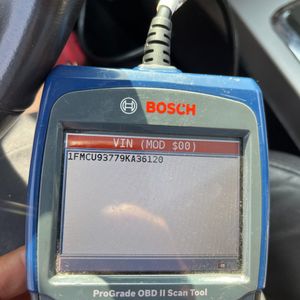 BOSCH
VIN (MOD $00)
1FMCU93779KA36120
ProGrade OBD II Scan Tool